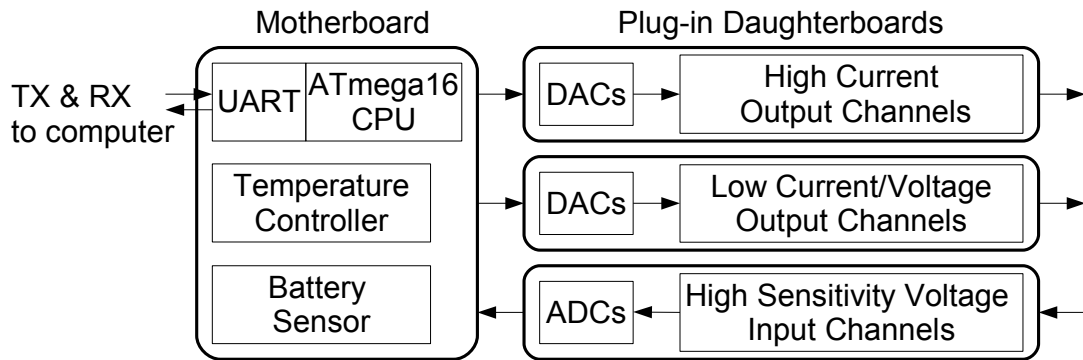 Motherboard
Plug-in Daughterboards
TX & RX
to computer
UART
ATmega16
CPU
Temperature
Controller
Battery
Sensor
DACs
High Current
Output Channels
DACs
Low Current/Voltage
Output Channels
ADCs
High Sensitivity Voltage
Input Channels